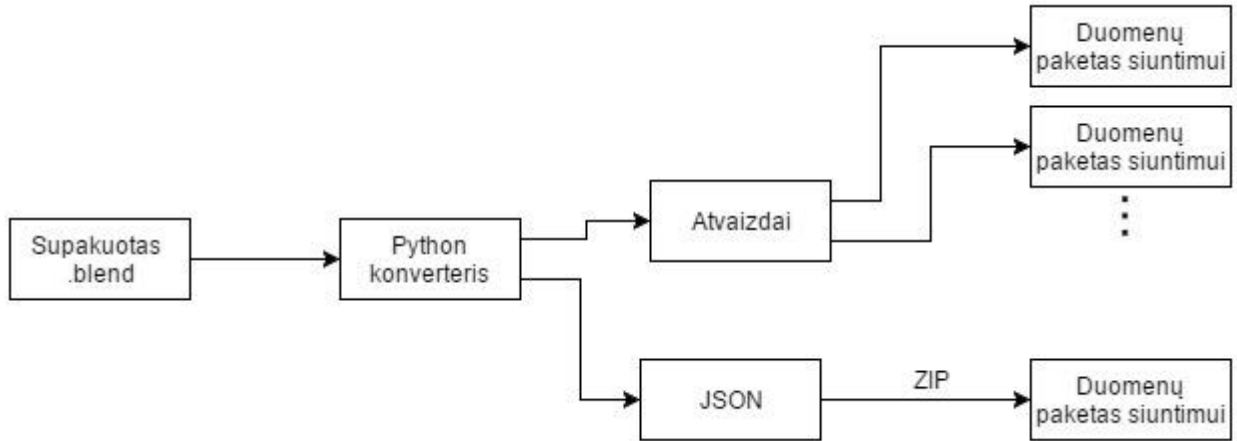 Supakuotas
.blend
Python
konverteris
Atvaizdai
Duomenų
paketas siuntimui
Duomenų
paketas siuntimui
JSON
ZIP
Duomenų
paketas siuntimui